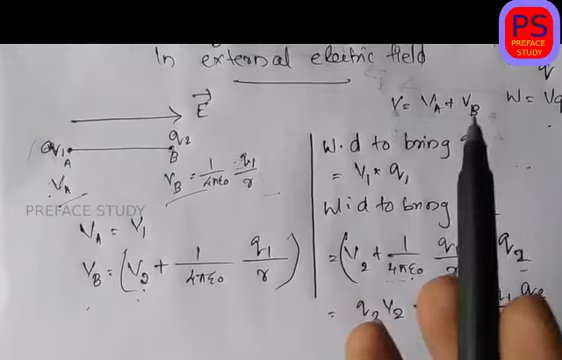 PS
PREFACE
STUDY
In external electric field
q
V = VA + VB
W = Vq
E
q1
q2
A
B
VA
VB = 1/4πε0 q1/r
PREFACE STUDY
VA = V1
VB = (V2 + 1/4πε0 q1/r)
W.d to bring
= V1 × q1
W.d to bring
= (V2 + 1/4πε0 q1 q2
= q2V2